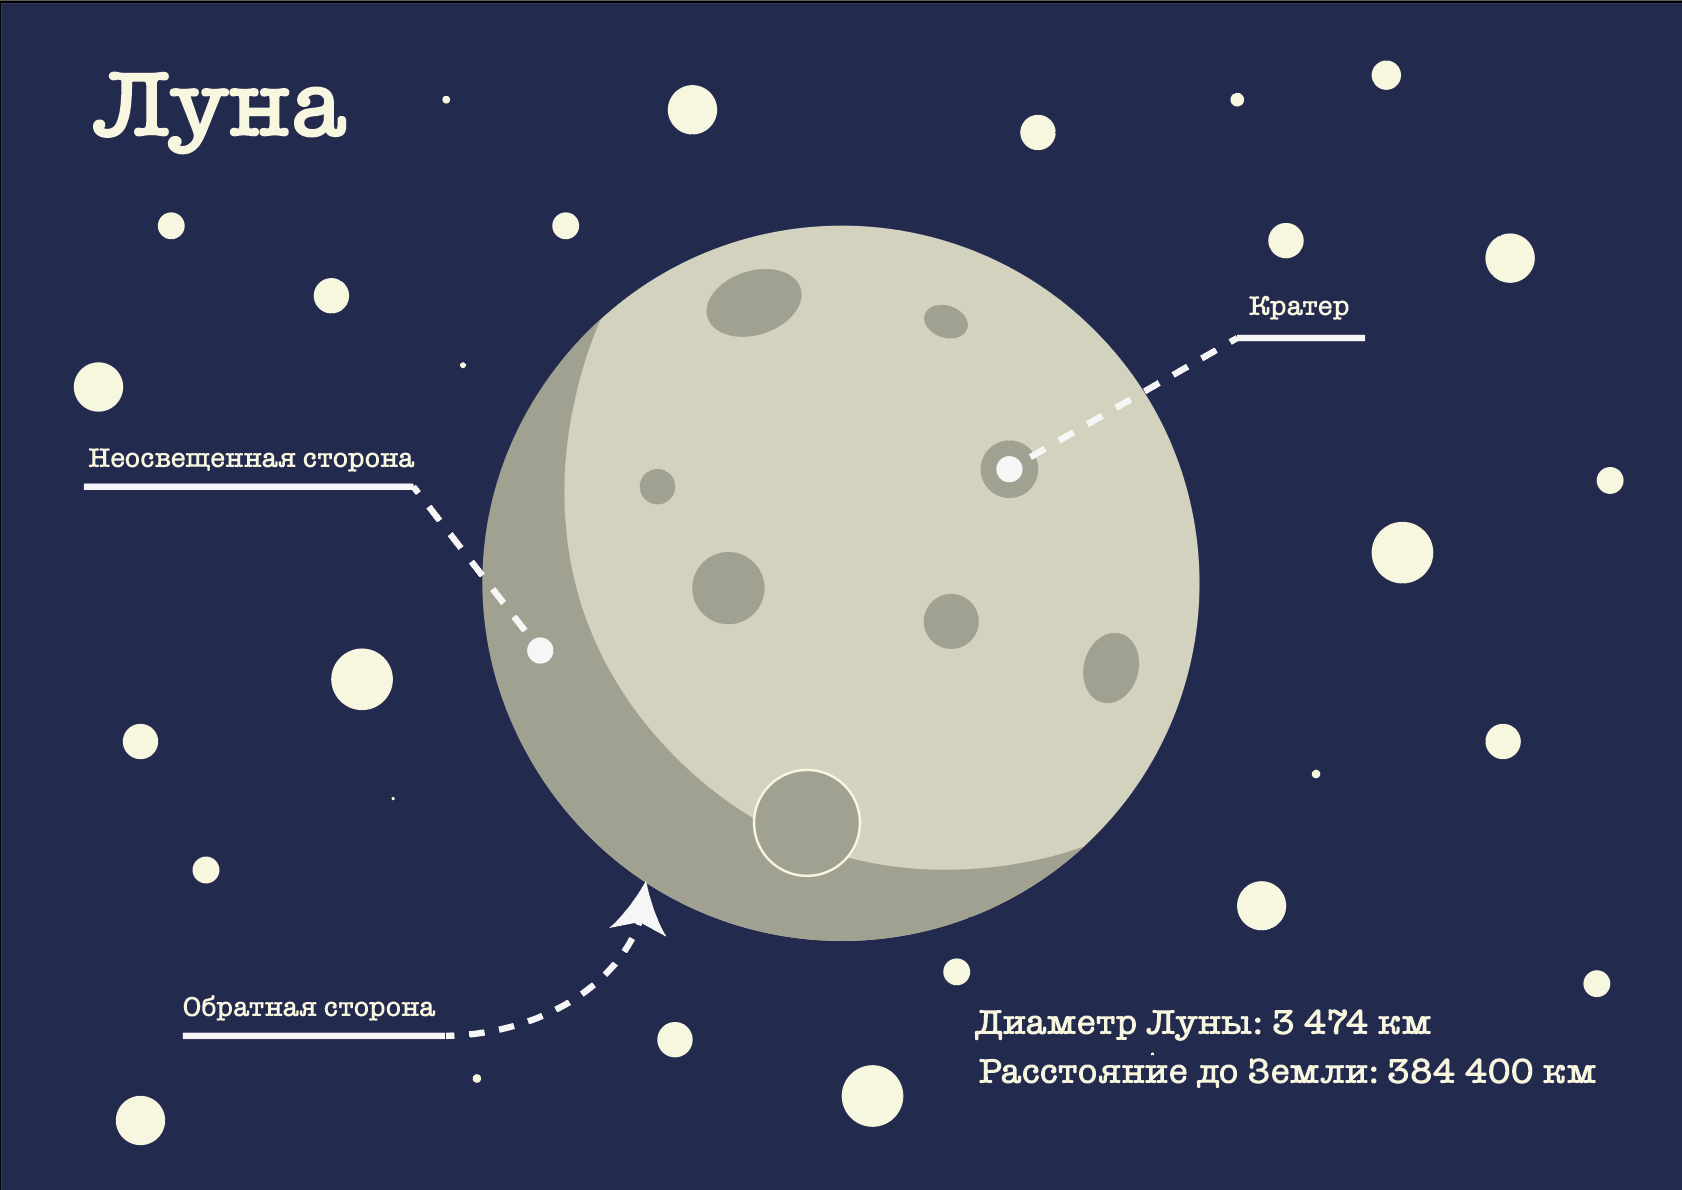 Луна
Кратер
Неосвещенная сторона
Обратная сторона
Диаметр Луны: 3 474 км
Расстояние до Земли: 384 400 км